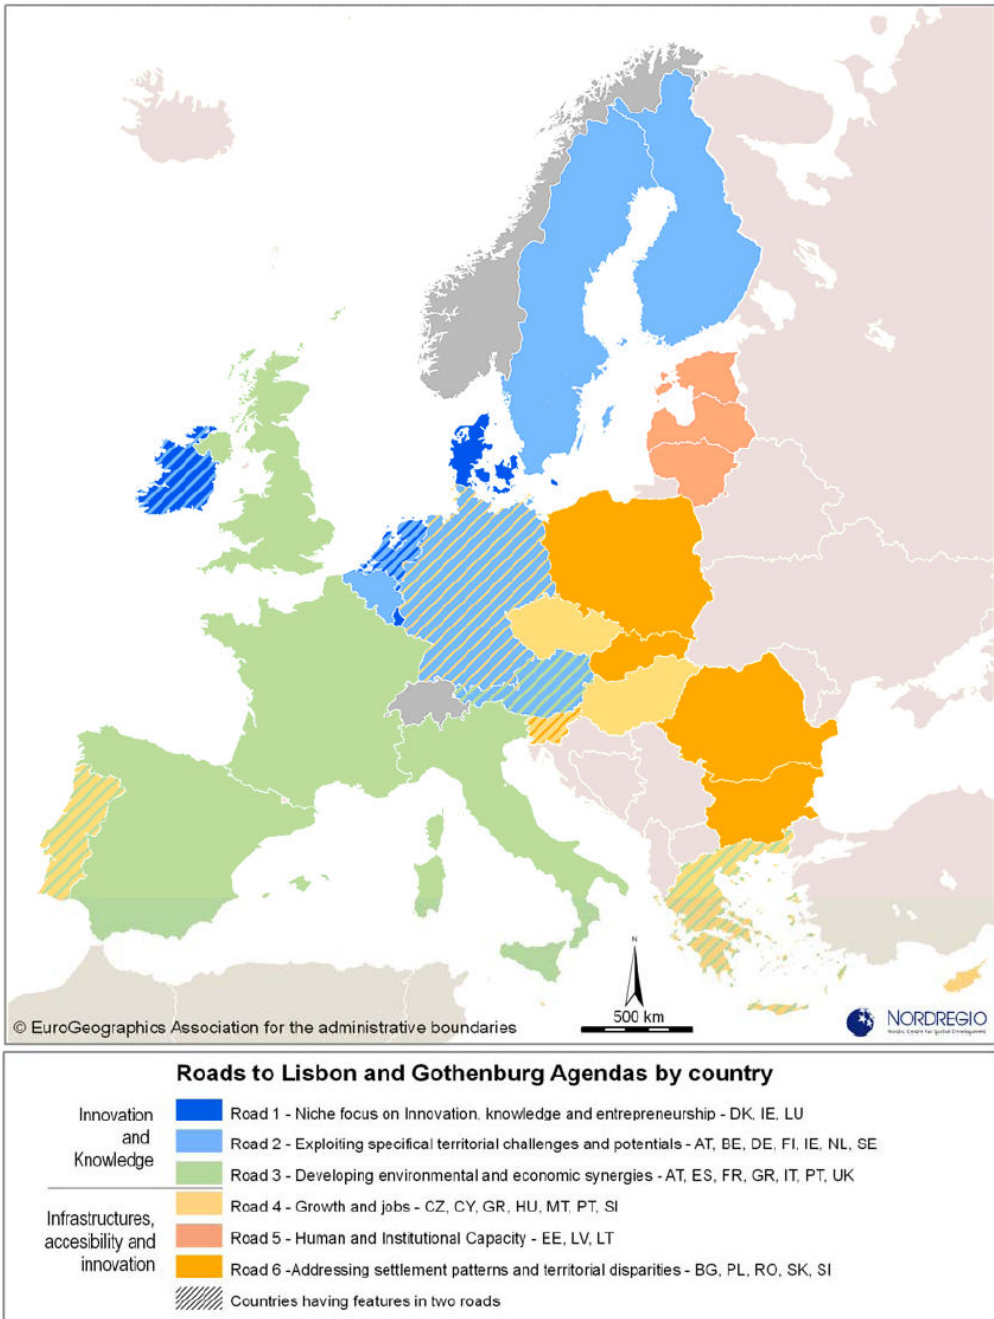 N
500 km
© EuroGeographics Association for the administrative boundaries
NORDREGIO
Nordic Centre for Spatial Development
Roads to Lisbon and Gothenburg Agendas by country
Innovation
and
Knowledge
Road 1 - Niche focus on Innovation, knowledge and entrepreneurship - DK, IE, LU
Road 2 - Exploiting specifical territorial challenges and potentials - AT, BE, DE, FI, IE, NL, SE
Road 3 - Developing environmental and economic synergies - AT, ES, FR, GR, IT, PT, UK
Infrastructures,
accesibility and
innovation
Road 4 - Growth and jobs - CZ, CY, GR, HU, MT, PT, SI
Road 5 - Human and Institutional Capacity - EE, LV, LT
Road 6 -Addressing settlement patterns and territorial disparities - BG, PL, RO, SK, SI
Countries having features in two roads